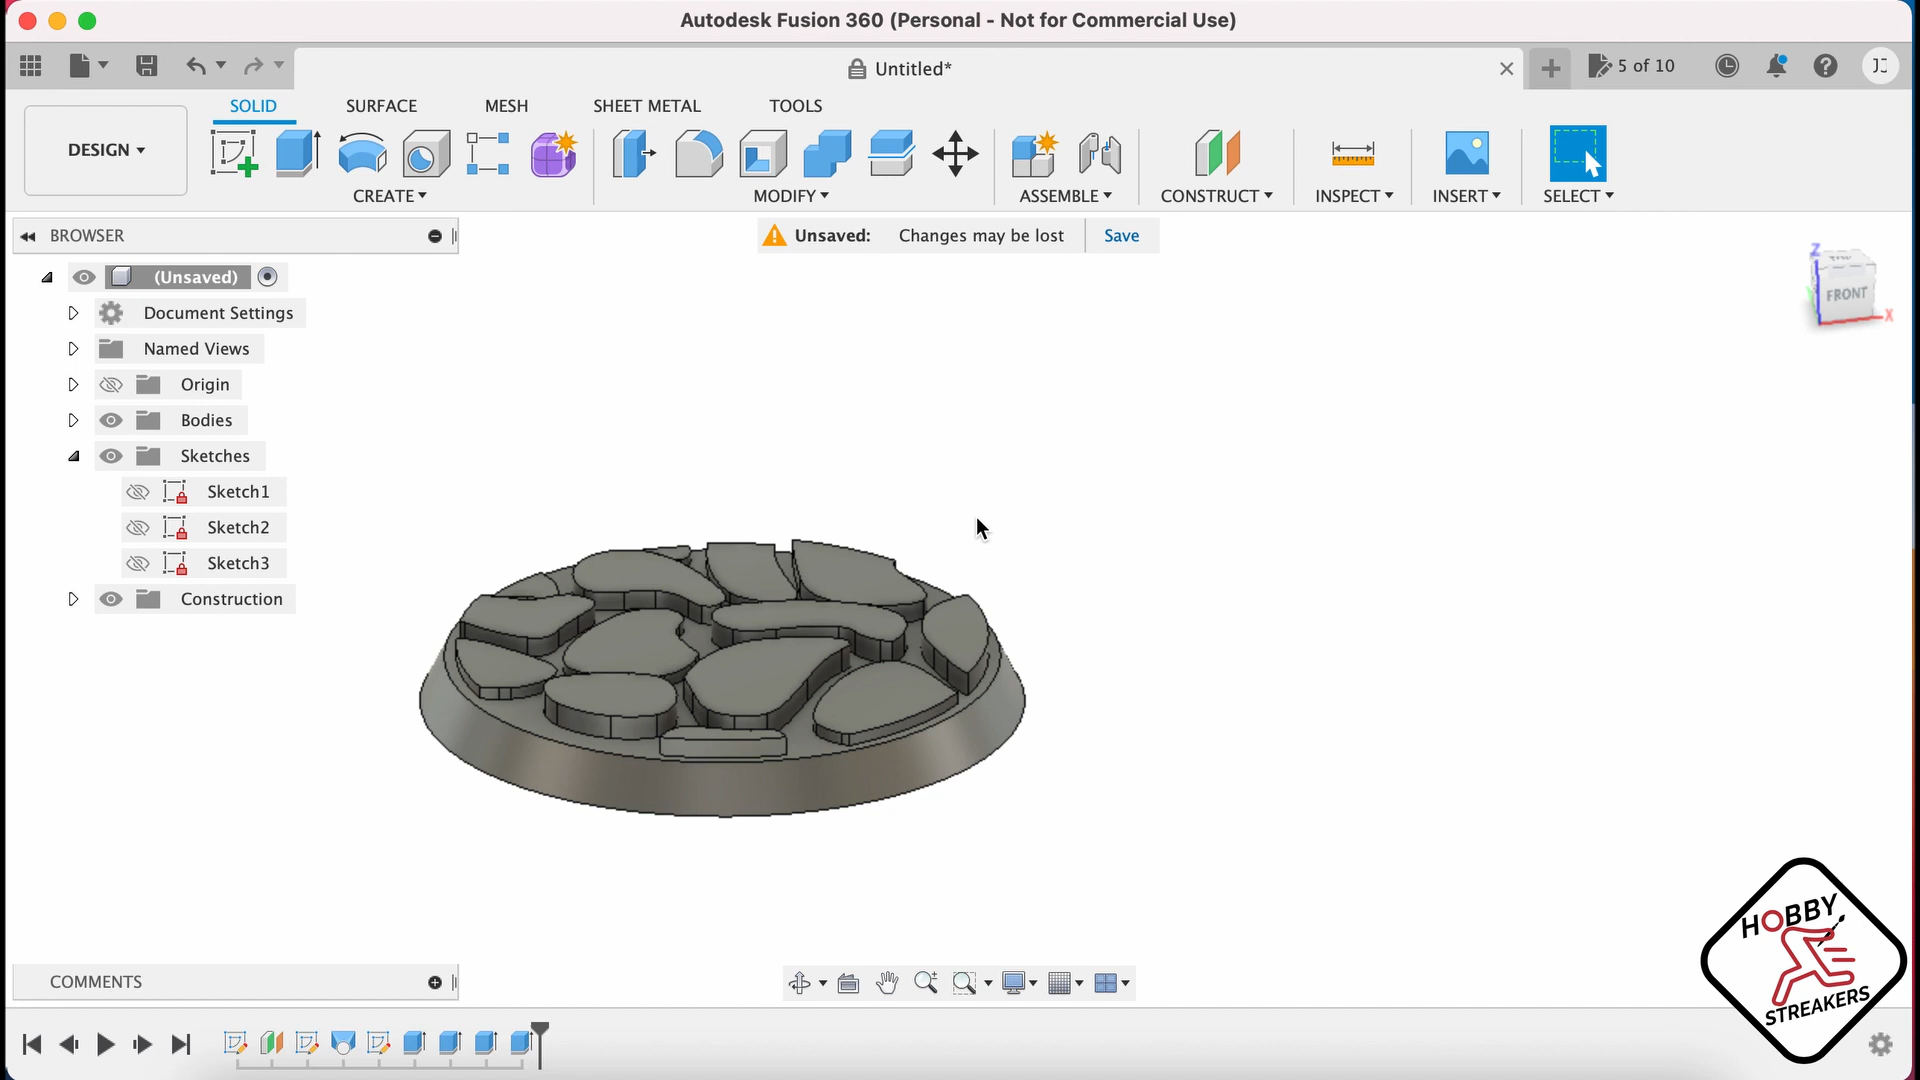 Autodesk Fusion 360 (Personal - Not for Commercial Use)
Untitled*
5 of 10
SOLID SURFACE MESH SHEET METAL TOOLS
DESIGN
CREATE MODIFY ASSEMBLE CONSTRUCT INSPECT INSERT SELECT
BROWSER
Unsaved: Changes may be lost Save
(Unsaved)
Document Settings
Named Views
Origin
Bodies
Sketches
Sketch1
Sketch2
Sketch3
Construction
Z
FRONT
X
COMMENTS
HOBBY
STREAKERS